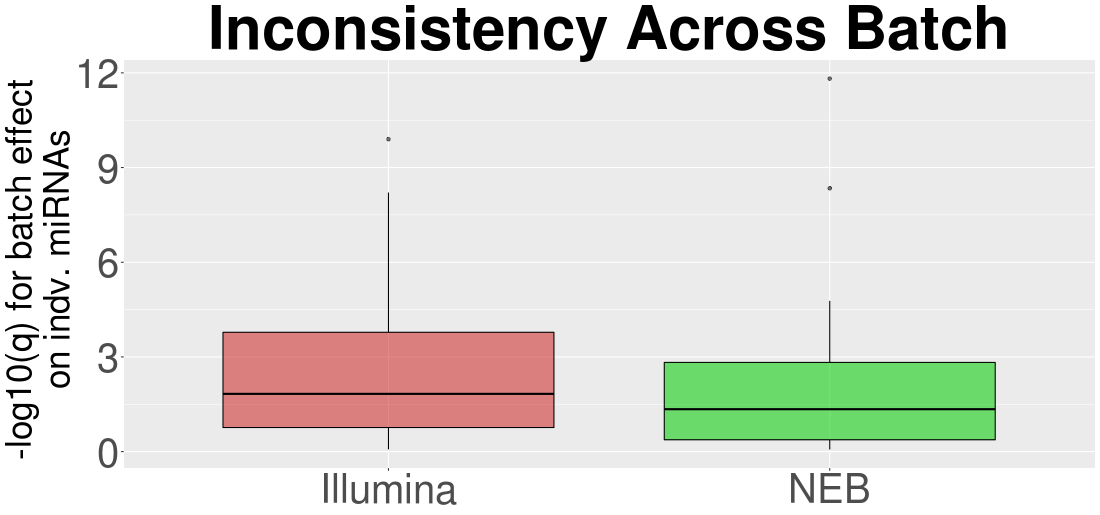 Inconsistency Across Batch
-log10(q) for batch effect
on indv. miRNAs
12
9
6
3
0
Illumina
NEB